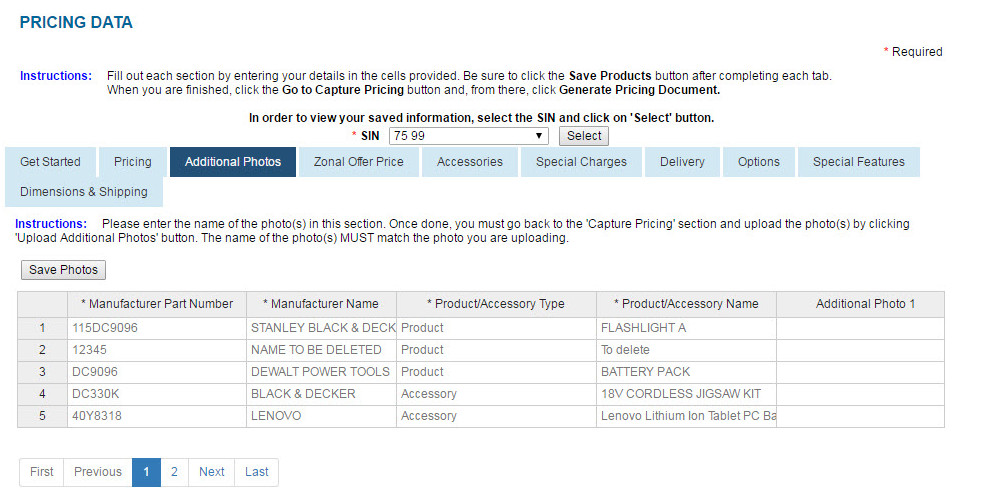 PRICING DATA
* Required
Instructions: Fill out each section by entering your details in the cells provided. Be sure to click the Save Products button after completing each tab.
When you are finished, click the Go to Capture Pricing button and, from there, click Generate Pricing Document.
In order to view your saved information, select the SIN and click on 'Select' button.
* SIN 75 99 Select
Get Started Pricing Additional Photos Zonal Offer Price Accessories Special Charges Delivery Options Special Features
Dimensions & Shipping
Instructions: Please enter the name of the photo(s) in this section. Once done, you must go back to the 'Capture Pricing' section and upload the photo(s) by clicking
'Upload Additional Photos' button. The name of the photo(s) MUST match the photo you are uploading.
Save Photos
* Manufacturer Part Number * Manufacturer Name * Product/Accessory Type * Product/Accessory Name Additional Photo 1
1 115DC9096 STANLEY BLACK & DECK Product FLASHLIGHT A
2 12345 NAME TO BE DELETED Product To delete
3 DC9096 DEWALT POWER TOOLS Product BATTERY PACK
4 DC330K BLACK & DECKER Accessory 18V CORDLESS JIGSAW KIT
5 40Y8318 LENOVO Accessory Lenovo Lithium Ion Tablet PC Ba
First Previous 1 2 Next Last